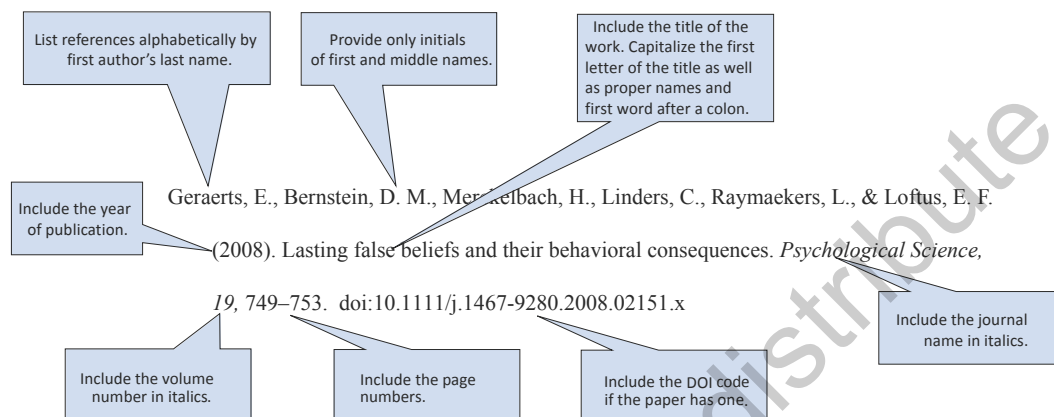 List references alphabetically by
first author's last name.
Provide only initials
of first and middle names.
Include the title of the
work. Capitalize the first
letter of the title as well
as proper names and
first word after a colon.
Include the year
of publication.
Geraerts, E., Bernstein, D. M., Merckelbach, H., Linders, C., Raymaekers, L., & Loftus, E. F.
(2008). Lasting false beliefs and their behavioral consequences. Psychological Science,
19, 749–753. doi:10.1111/j.1467-9280.2008.02151.x
Include the volume
number in italics.
Include the page
numbers.
Include the DOI code
if the paper has one.
Include the journal
name in italics.
distribute